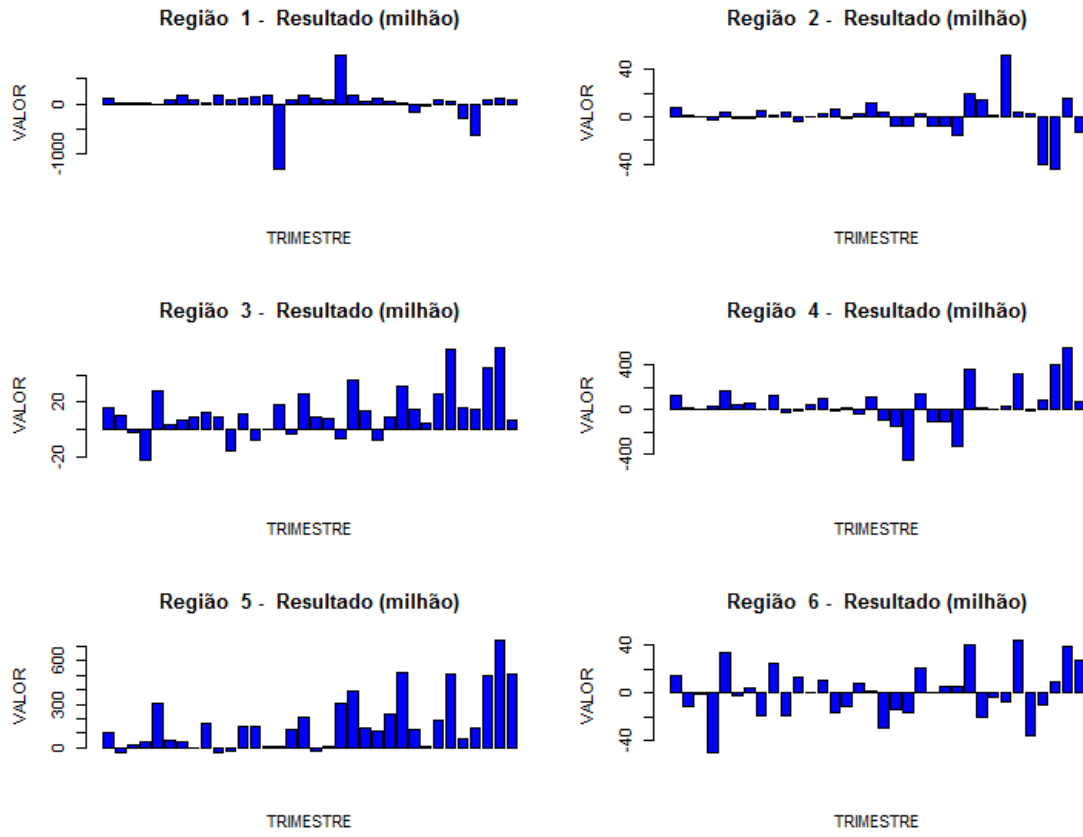 Região 1 - Resultado (milhão)
VALOR
0
-1000
TRIMESTRE
Região 2 - Resultado (milhão)
VALOR
40
0
-40
TRIMESTRE
Região 3 - Resultado (milhão)
VALOR
20
-20
TRIMESTRE
Região 4 - Resultado (milhão)
VALOR
400
0
-400
TRIMESTRE
Região 5 - Resultado (milhão)
VALOR
600
300
0
TRIMESTRE
Região 6 - Resultado (milhão)
VALOR
40
0
-40
TRIMESTRE